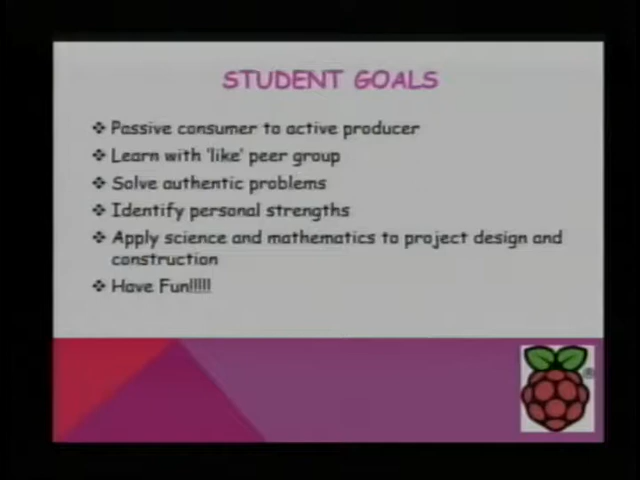 STUDENT GOALS
❖ Passive consumer to active producer
❖ Learn with 'like' peer group
❖ Solve authentic problems
❖ Identify personal strengths
❖ Apply science and mathematics to project design and
construction
❖ Have Fun!!!!!
®